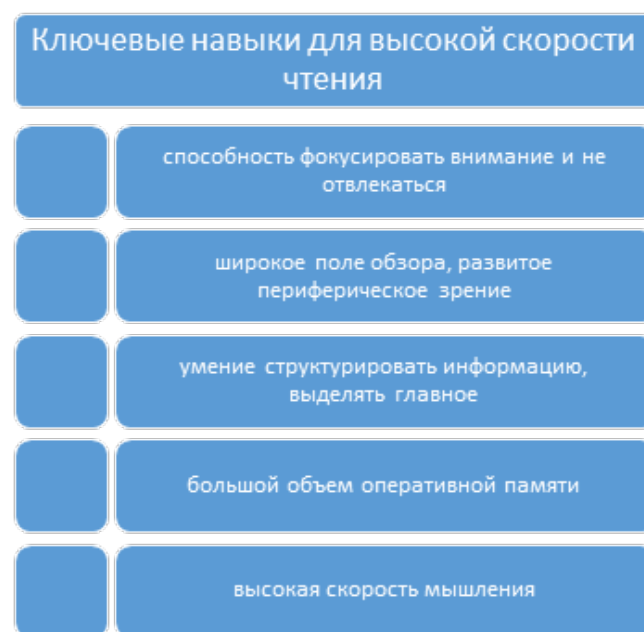 Ключевые навыки для высокой скорости
чтения
способность фокусировать внимание и не
отвлекаться
широкое поле обзора, развитое
периферическое зрение
умение структурировать информацию,
выделять главное
большой объем оперативной памяти
высокая скорость мышления